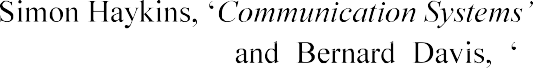 Simon Haykins, ‘Communication Systems’
and Bernard Davis, ‘